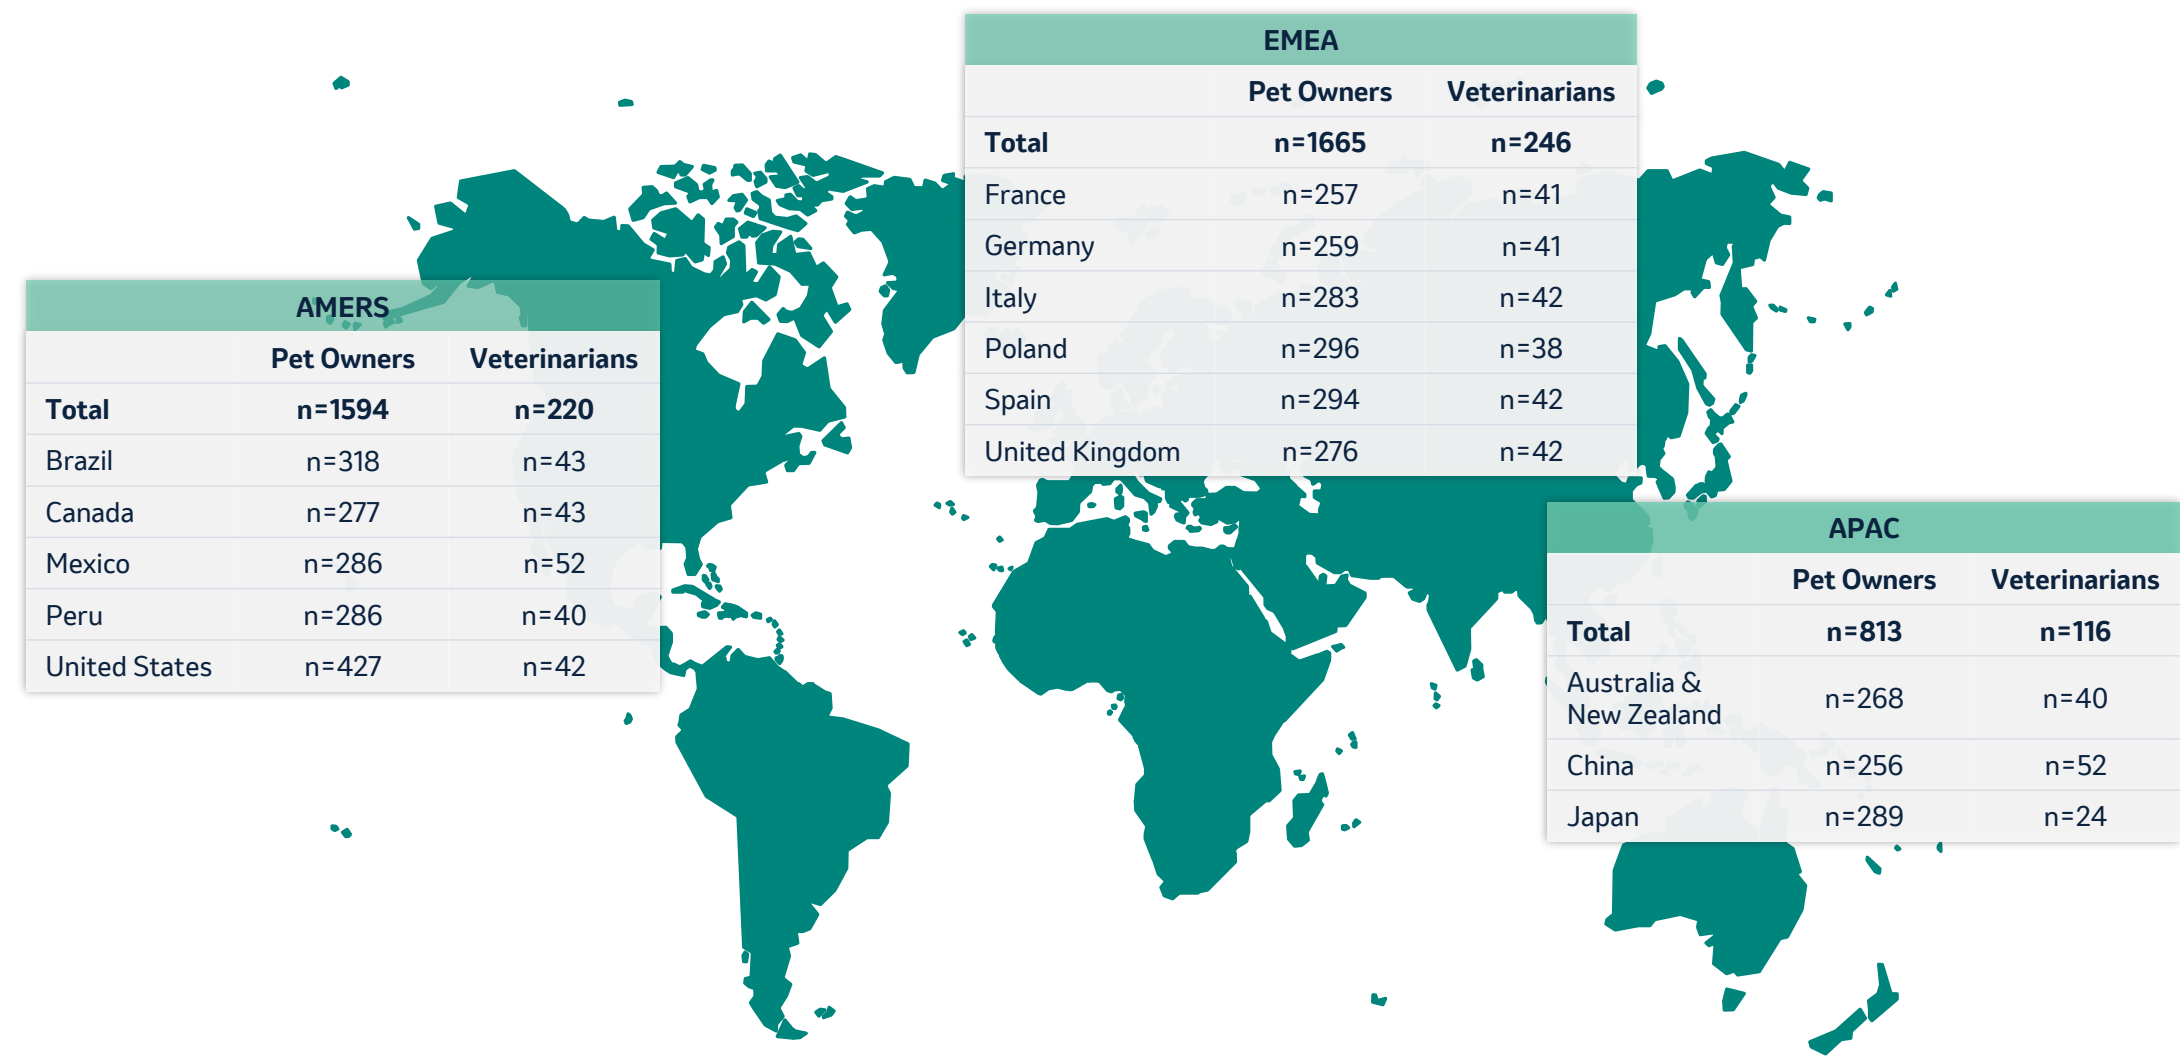 EMEA
Pet Owners Veterinarians
Total n=1665 n=246
France n=257 n=41
Germany n=259 n=41
Italy n=283 n=42
Poland n=296 n=38
Spain n=294 n=42
United Kingdom n=276 n=42
AMERS
Pet Owners Veterinarians
Total n=1594 n=220
Brazil n=318 n=43
Canada n=277 n=43
Mexico n=286 n=52
Peru n=286 n=40
United States n=427 n=42
APAC
Pet Owners Veterinarians
Total n=813 n=116
Australia &
New Zealand n=268 n=40
China n=256 n=52
Japan n=289 n=24